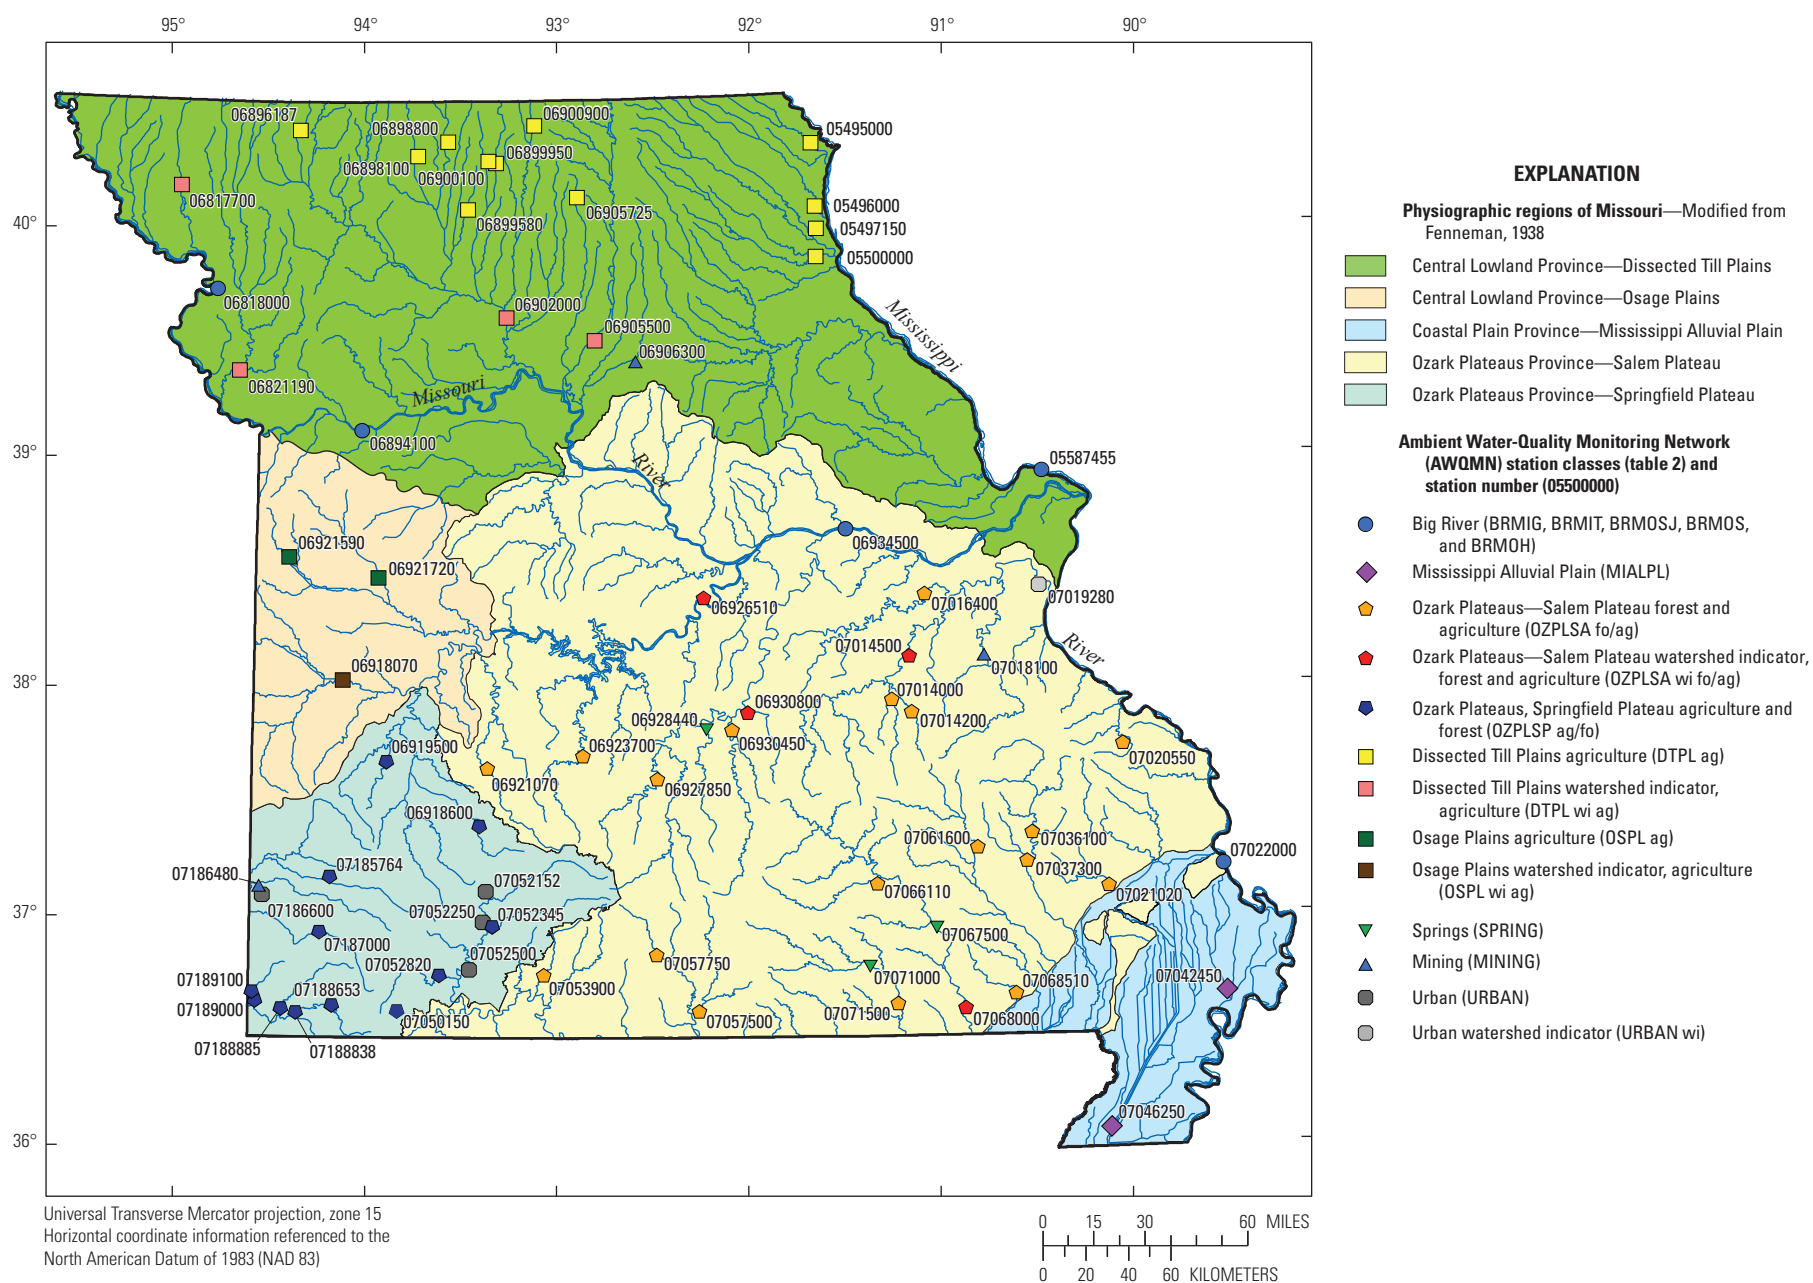 95°
94°
93°
92°
91°
90°
40°
39°
38°
37°
36°
06896187
06898800
06900900
05495000
06898100
06899950
06900100
06817700
06899580
06905725
05496000
05497150
05500000
06818000
06902000
06905500
06906300
Mississippi
06821190
Missouri
06894100
River
05587455
06934500
06921590
06921720
06926510
07016400
07019280
07014500
07018100
River
06918070
07014000
07014200
06928440
06930800
06930450
06919500
06923700
06921070
06927850
07020550
06918600
07061600
07036100
07037300
07022000
07186480
07185764
07052152
07066110
07021020
07186600
07052250
07052345
07187000
07052500
07067500
07052820
07057750
07189100
07188653
07053900
07071000
07068510
07042450
07189000
07050150
07057500
07071500
07068000
07188885
07188838
07046250
EXPLANATION
Physiographic regions of Missouri—Modified from
Fenneman, 1938
Central Lowland Province—Dissected Till Plains
Central Lowland Province—Osage Plains
Coastal Plain Province—Mississippi Alluvial Plain
Ozark Plateaus Province—Salem Plateau
Ozark Plateaus Province—Springfield Plateau
Ambient Water-Quality Monitoring Network
(AWQMN) station classes (table 2) and
station number (05500000)
Big River (BRMIG, BRMIT, BRMOSJ, BRMOS,
and BRMOH)
Mississippi Alluvial Plain (MIALPL)
Ozark Plateaus—Salem Plateau forest and
agriculture (OZPLSA fo/ag)
Ozark Plateaus—Salem Plateau watershed indicator,
forest and agriculture (OZPLSA wi fo/ag)
Ozark Plateaus, Springfield Plateau agriculture and
forest (OZPLSP ag/fo)
Dissected Till Plains agriculture (DTPL ag)
Dissected Till Plains watershed indicator,
agriculture (DTPL wi ag)
Osage Plains agriculture (OSPL ag)
Osage Plains watershed indicator, agriculture
(OSPL wi ag)
Springs (SPRING)
Mining (MINING)
Urban (URBAN)
Urban watershed indicator (URBAN wi)
Universal Transverse Mercator projection, zone 15
Horizontal coordinate information referenced to the
North American Datum of 1983 (NAD 83)
0 15 30 60 MILES
0 20 40 60 KILOMETERS